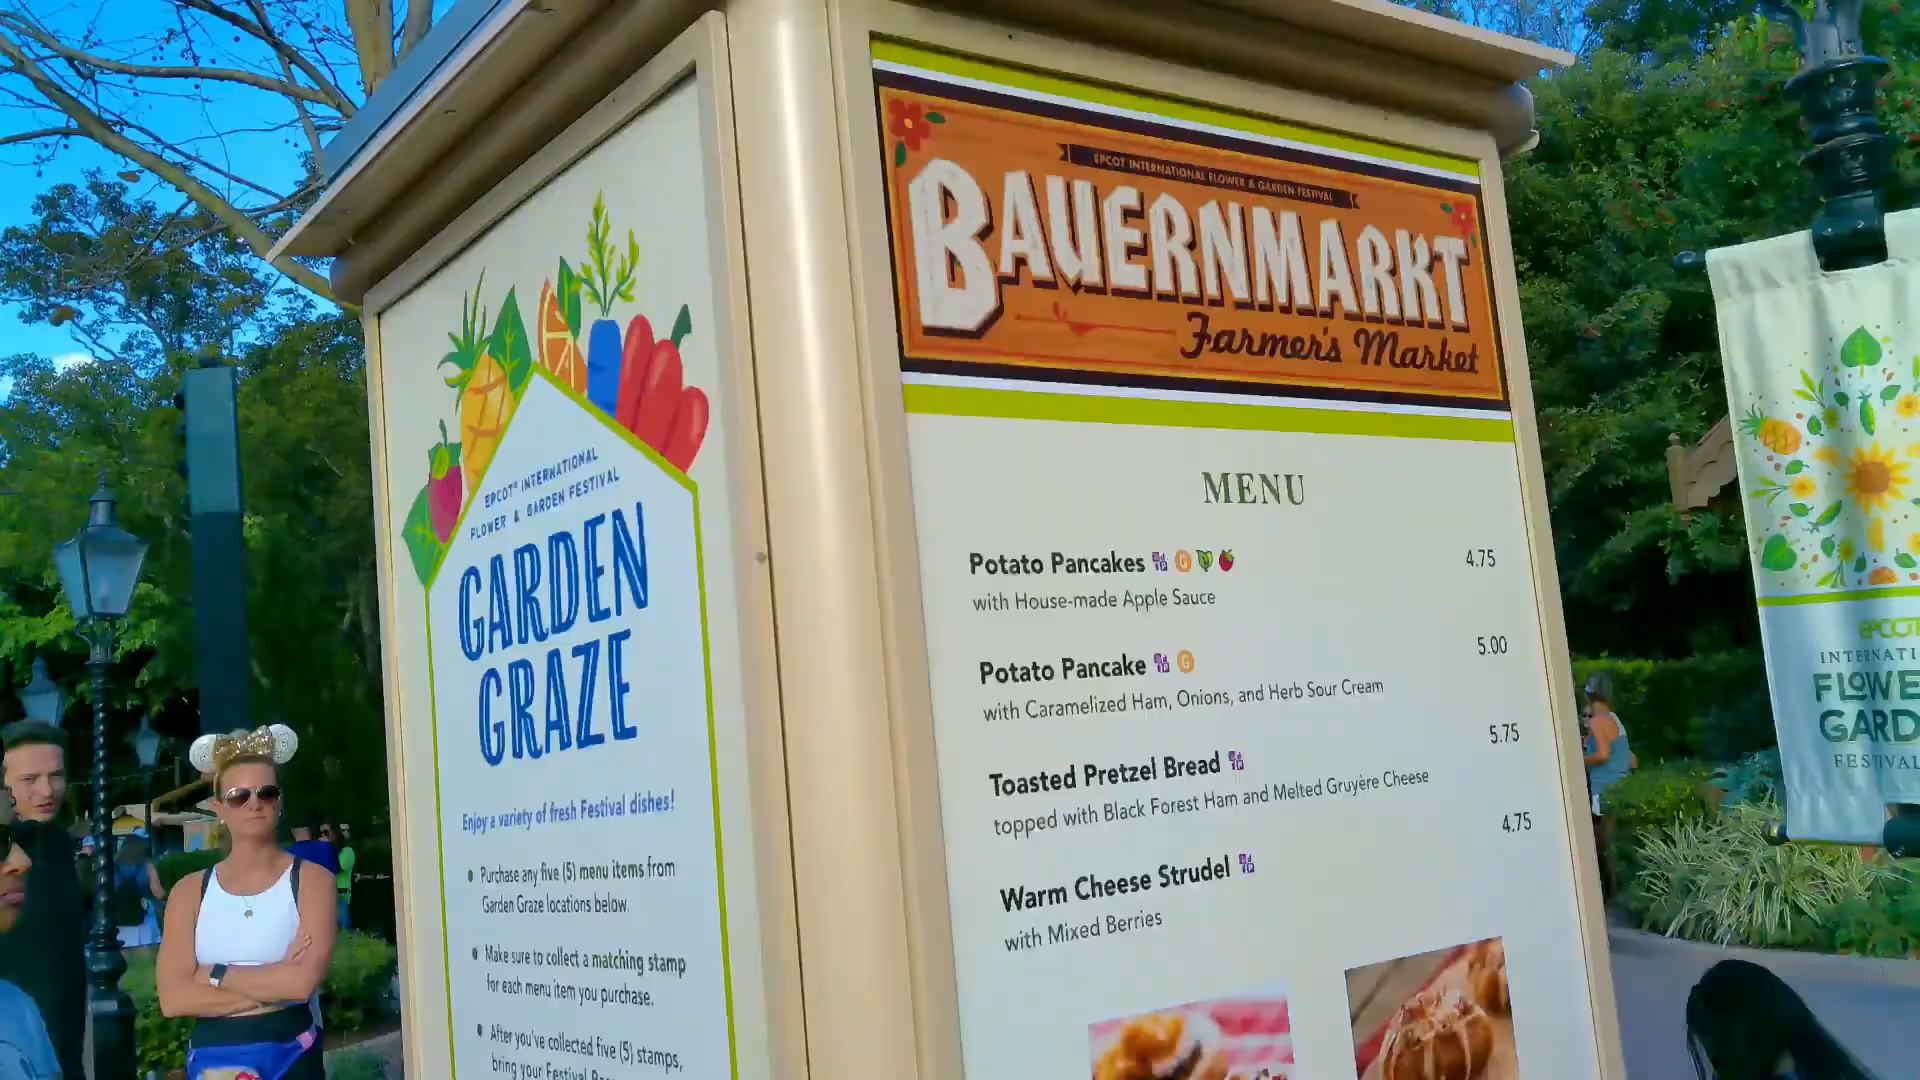 EPCOT INTERNATIONAL
FLOWER & GARDEN FESTIVAL
GARDEN
GRAZE
Enjoy a variety of fresh Festival dishes!
• Purchase any five (5) menu items from
Garden Graze locations below.
• Make sure to collect a matching stamp
for each menu item you purchase.
• After you've collected five (5) stamps,
bring your Festival
EPCOT INTERNATIONAL FLOWER & GARDEN FESTIVAL
BAUERNMARKT
Farmer's Market
MENU
Potato Pancakes G 4.75
with House-made Apple Sauce
Potato Pancake G 5.00
with Caramelized Ham, Onions, and Herb Sour Cream
Toasted Pretzel Bread 5.75
topped with Black Forest Ham and Melted Gruyère Cheese
Warm Cheese Strudel 4.75
with Mixed Berries
EPCOT
INTERNATI
FLOWE
GARD
FESTIVAL